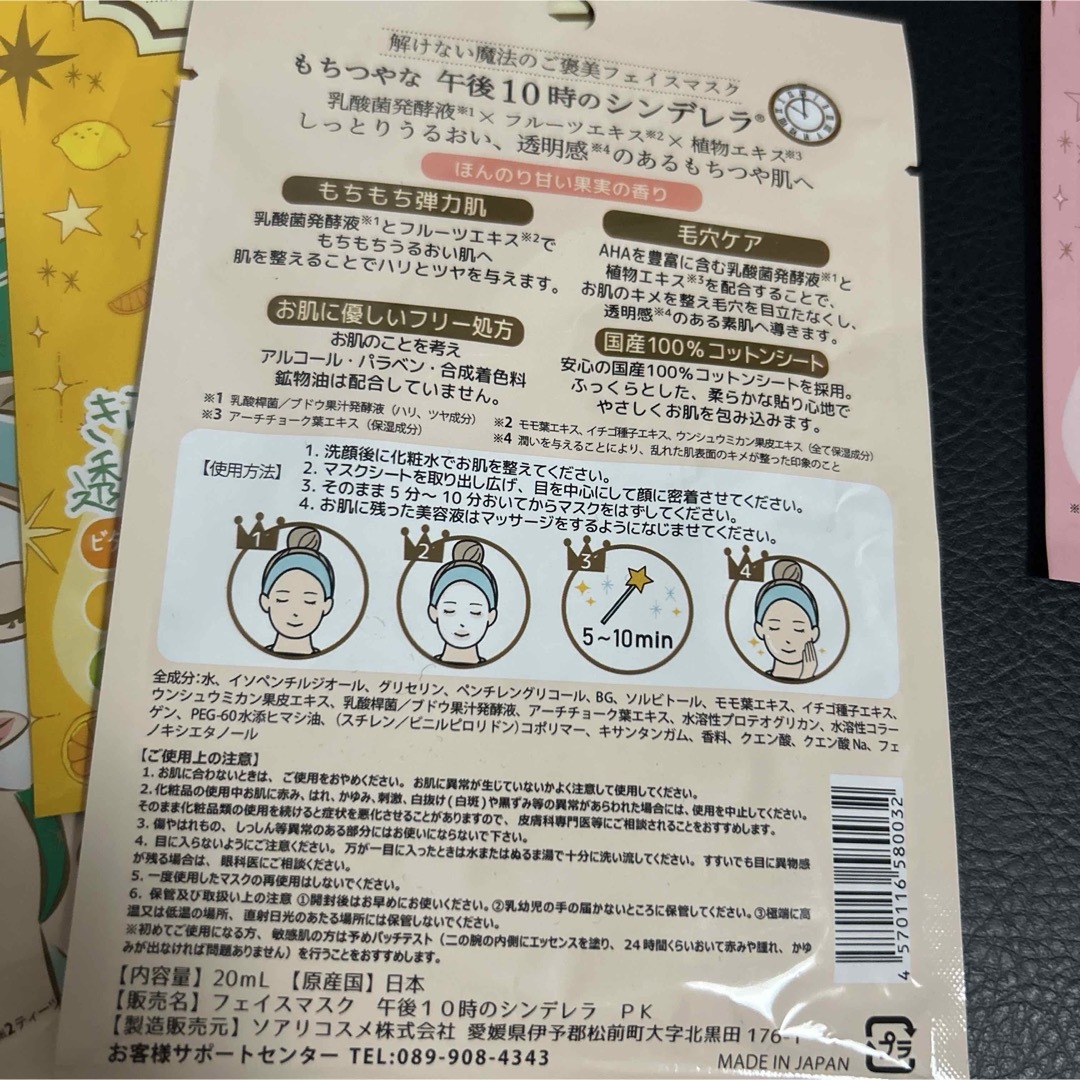 解けない魔法のご褒美フェイスマスク
もちつやな 午後10時のシンデレラ®
乳酸菌発酵液※1×フルーツエキス※2×植物エキス※3
しっとりうるおい、透明感※4のあるもちつや肌へ
ほんのり甘い果実の香り
もちもち弾力肌
乳酸菌発酵液※1とフルーツエキス※2で
もちもちうるおい肌へ
肌を整えることでハリとツヤを与えます。
毛穴ケア
AHAを豊富に含む乳酸菌発酵液※1と
植物エキス※3を配合することで、
お肌のキメを整え毛穴を目立たなくし、
透明感※4のある素肌へ導きます。
お肌に優しいフリー処方
お肌のことを考え
アルコール・パラベン・合成着色料
鉱物油は配合していません。
国産100%コットンシート
安心の国産100%コットンシートを採用。
ふっくらとした、柔らかな貼り心地で
やさしくお肌を包み込みます。
※1 乳酸桿菌/ブドウ果汁発酵液(ハリ、ツヤ成分)
※2 モモ葉エキス、イチゴ種子エキス、ウンシュウミカン果皮エキス(全て保湿成分)
※3 アーチチョーク葉エキス(保湿成分)
※4 潤いを与えることにより、乱れた肌表面のキメが整った印象のこと
【使用方法】
1. 洗顔後に化粧水でお肌を整えてください。
2. マスクシートを取り出し広げ、目を中心にして顔に密着させてください。
3. そのまま5分〜10分おいてからマスクをはずしてください。
4. お肌に残った美容液はマッサージをするようになじませてください。
1
2
3
4
5~10min
全成分:水、イソペンチルジオール、グリセリン、ペンチレングリコール、BG、ソルビトール、モモ葉エキス、イチゴ種子エキス、
ウンシュウミカン果皮エキス、乳酸桿菌/ブドウ果汁発酵液、アーチチョーク葉エキス、水溶性プロテオグリカン、水溶性コラー
ゲン、PEG-60水添ヒマシ油、(スチレン/ビニルピロリドン)コポリマー、キサンタンガム、香料、クエン酸、クエン酸Na、フェ
ノキシエタノール
【ご使用上の注意】
1. お肌に合わないときは、ご使用をおやめください。お肌に異常が生じていないかよく注意して使用してください。
2. 化粧品の使用中お肌に赤み、はれ、かゆみ、刺激、白抜け(白斑)や黒ずみ等の異常があらわれた場合には、使用を中止してください。
そのまま化粧品類の使用を続けると症状を悪化させることがありますので、皮膚科専門医等にご相談されることをおすすめします。
3. 傷やはれもの、しっしん等異常のある部分にはお使いにならないで下さい。
4. 目に入らないようにご注意ください。万が一目に入ったときは水またはぬるま湯で十分に洗い流してください。すすいでも目に異物感
が残る場合は、眼科医にご相談ください。
5. 一度使用したマスクの再使用はしないでください。
6. 保管及び取扱い上の注意 ①開封後はお早めにお使いください。②乳幼児の手の届かないところに保管してください。③極端に高
温又は低温の場所、直射日光のあたる場所には保管しないでください。
※初めてご使用になる方、敏感肌の方は予めパッチテスト(二の腕の内側にエッセンスを塗り、24時間くらいおいて赤みや腫れ、かゆ
みが出なければ問題ありません)を行うことをおすすめします。
【内容量】20mL 【原産国】日本
【販売名】フェイスマスク 午後10時のシンデレラ PK
【製造販売元】ソアリコスメ株式会社 愛媛県伊予郡松前町大字北黒田176-1
お客様サポートセンター TEL:089-908-4343
MADE IN JAPAN
プラ
4 570116 580032
透
ビタ